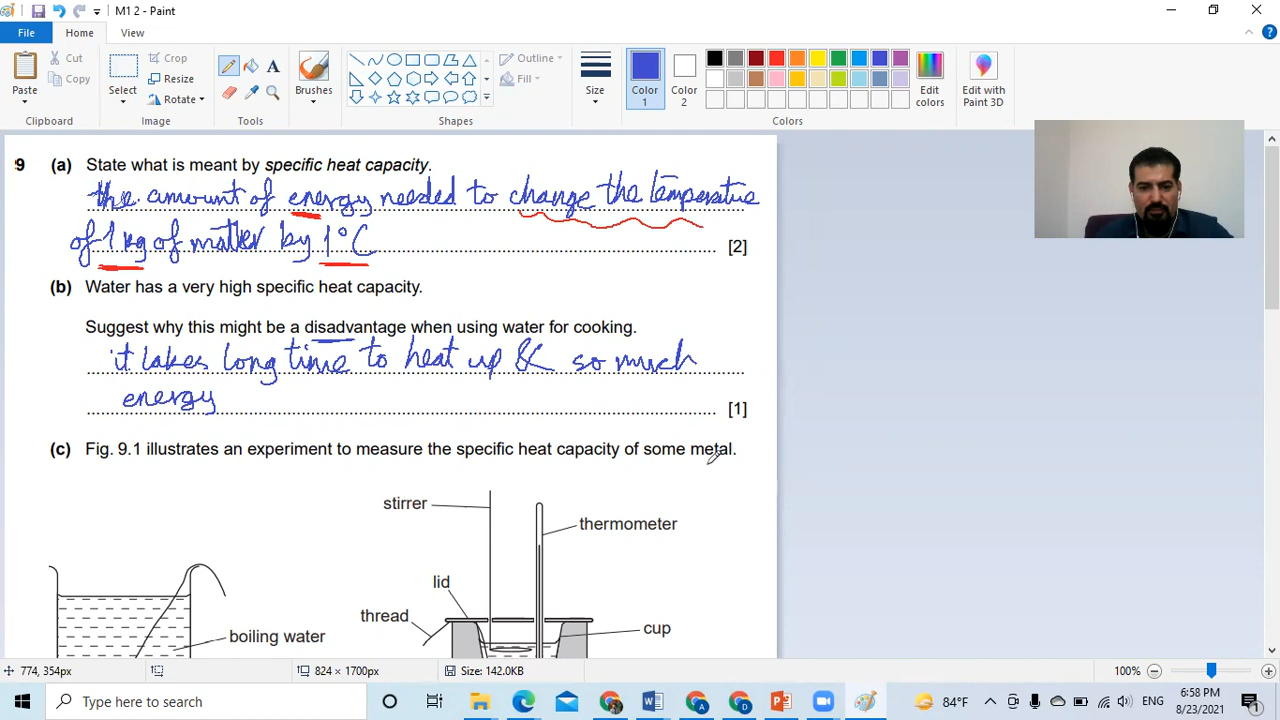 M1 2 - Paint
File
Home
View
Paste
Cut
Copy
Clipboard
Select
Crop
Resize
Rotate
Image
Tools
Brushes
Outline
Fill
Shapes
Size
Color 1
Color 2
Edit colors
Edit with Paint 3D
Colors
9 (a) State what is meant by specific heat capacity.
the amount of energy needed to change the temperature
of 1 kg of matter by 1°C
[2]
(b) Water has a very high specific heat capacity.
Suggest why this might be a disadvantage when using water for cooking.
it takes long time to heat up & so much
energy
[1]
(c) Fig. 9.1 illustrates an experiment to measure the specific heat capacity of some metal.
stirrer
thermometer
lid
thread
cup
boiling water
774, 354px
824 × 1700px
Size: 142.0KB
100%
Type here to search
84°F
ENG
6:58 PM
8/23/2021